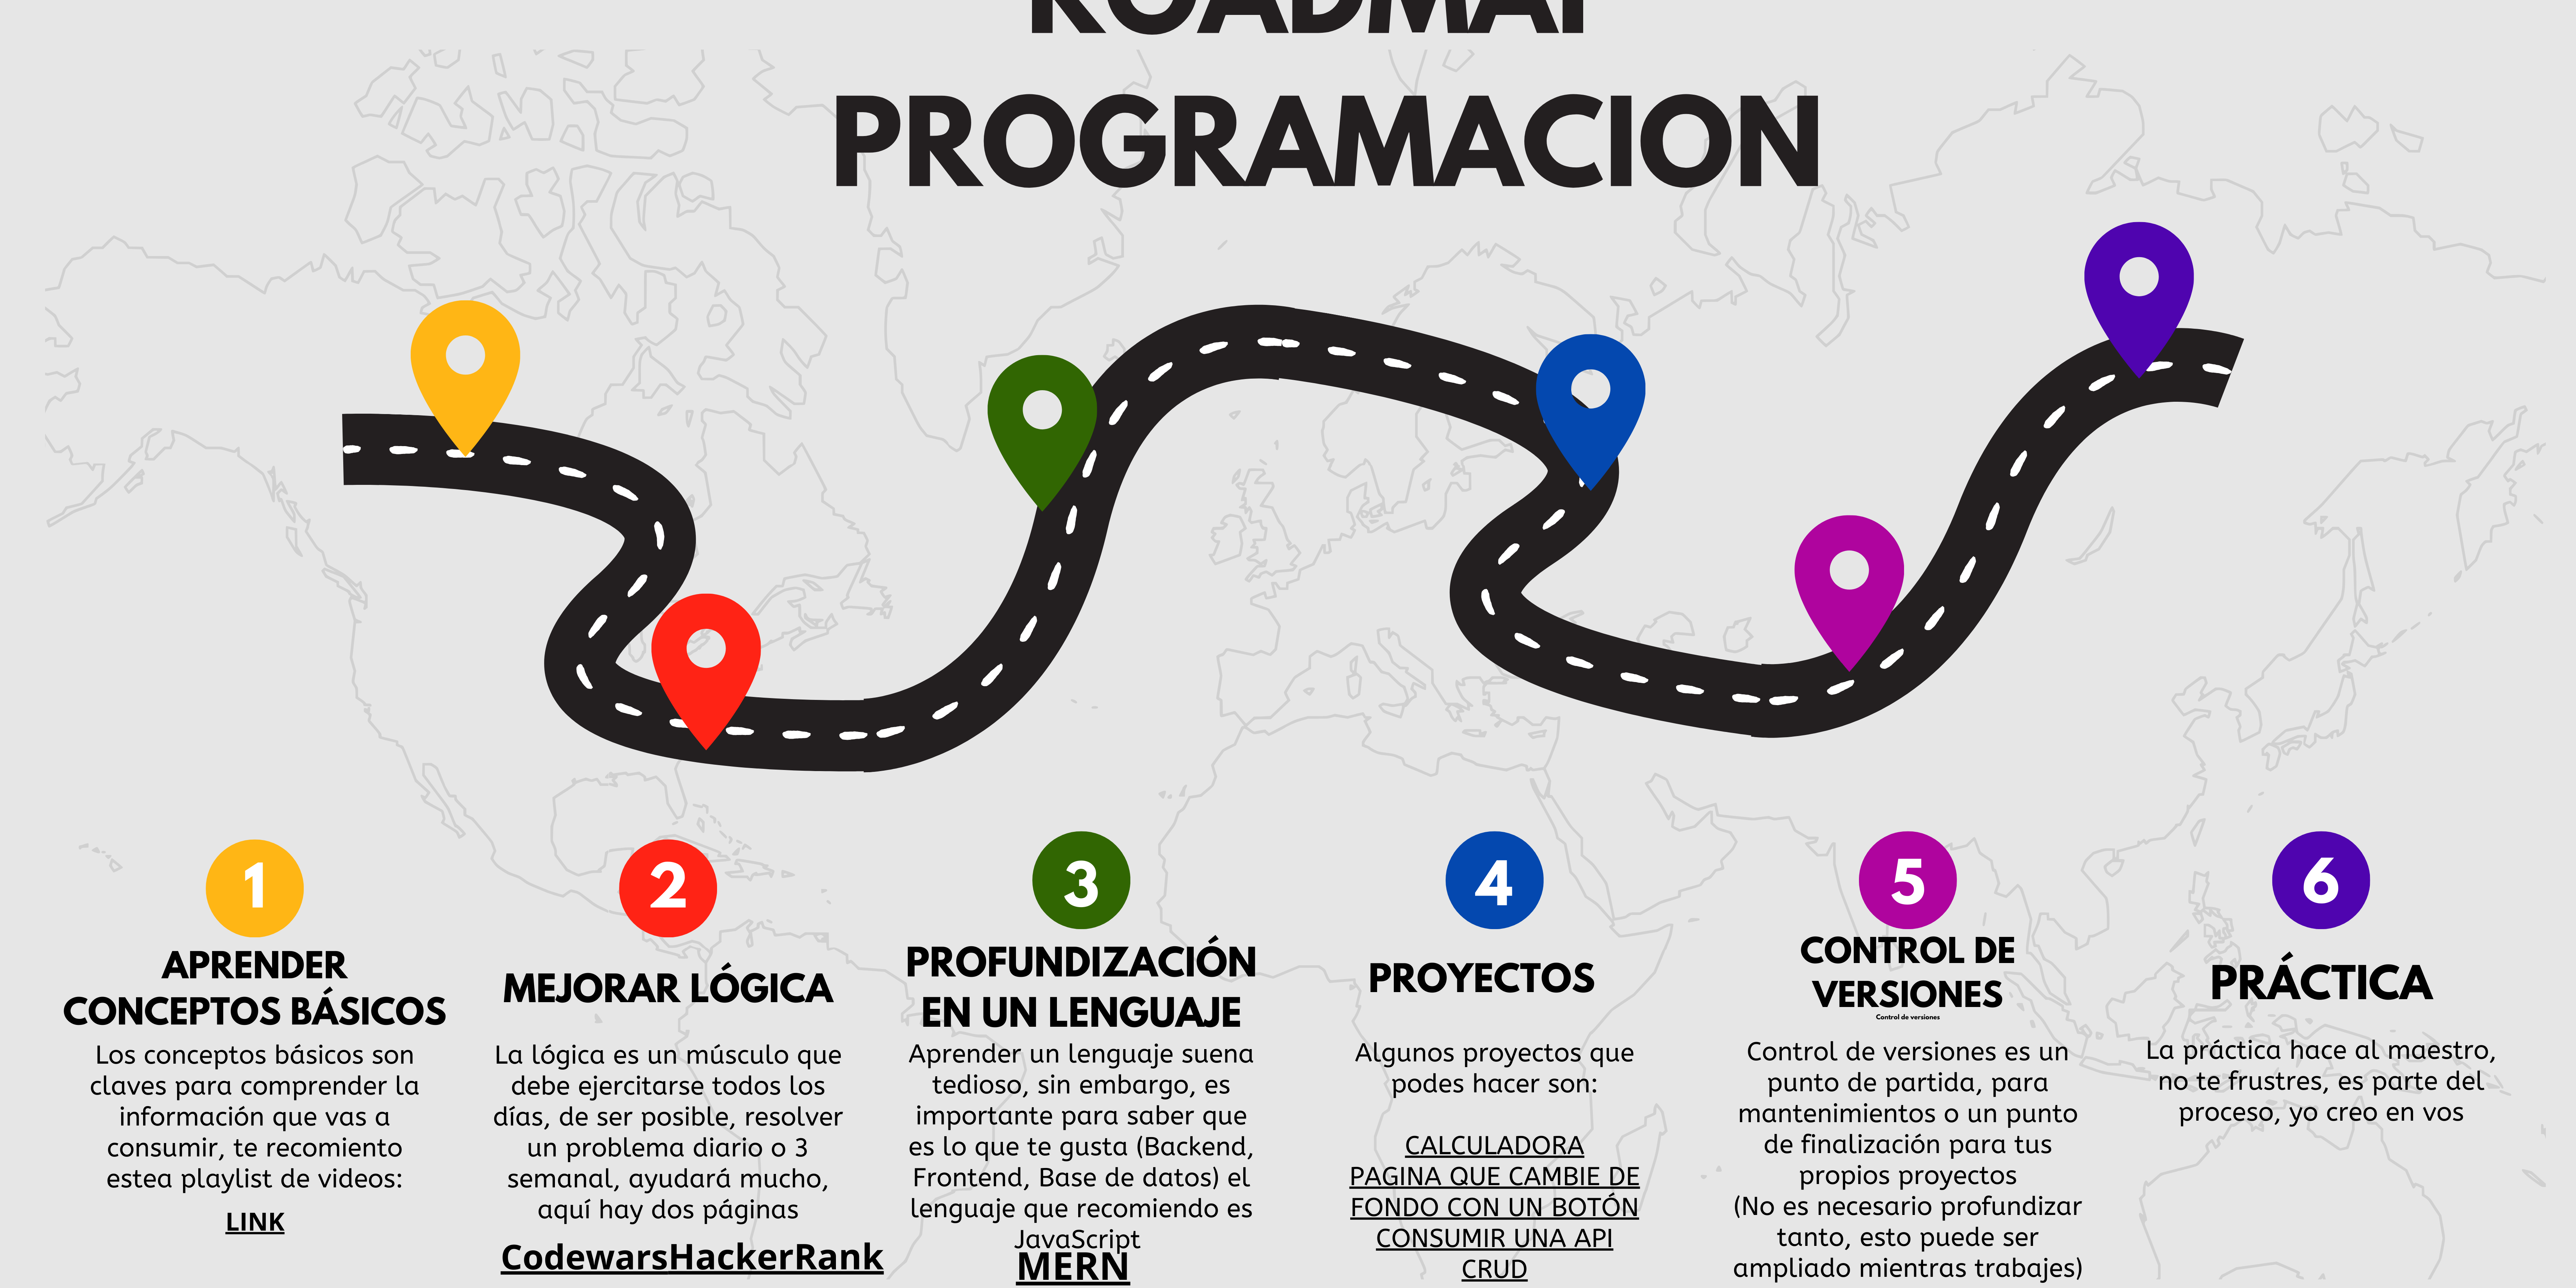 ROADMAP
PROGRAMACION
1
APRENDER
CONCEPTOS BÁSICOS
Los conceptos básicos son
claves para comprender la
información que vas a
consumir, te recomiento
estea playlist de videos:
LINK
2
MEJORAR LÓGICA
La lógica es un músculo que
debe ejercitarse todos los
días, de ser posible, resolver
un problema diario o 3
semanal, ayudará mucho,
aquí hay dos páginas
CodewarsHackerRank
3
PROFUNDIZACIÓN
EN UN LENGUAJE
Aprender un lenguaje suena
tedioso, sin embargo, es
importante para saber que
es lo que te gusta (Backend,
Frontend, Base de datos) el
lenguaje que recomiendo es
JavaScript
MERN
4
PROYECTOS
Algunos proyectos que
podes hacer son:
CALCULADORA
PAGINA QUE CAMBIE DE
FONDO CON UN BOTÓN
CONSUMIR UNA API
CRUD
5
CONTROL DE
VERSIONES
Control de versiones
Control de versiones es un
punto de partida, para
mantenimientos o un punto
de finalización para tus
propios proyectos
(No es necesario profundizar
tanto, esto puede ser
ampliado mientras trabajes)
6
PRÁCTICA
La práctica hace al maestro,
no te frustres, es parte del
proceso, yo creo en vos